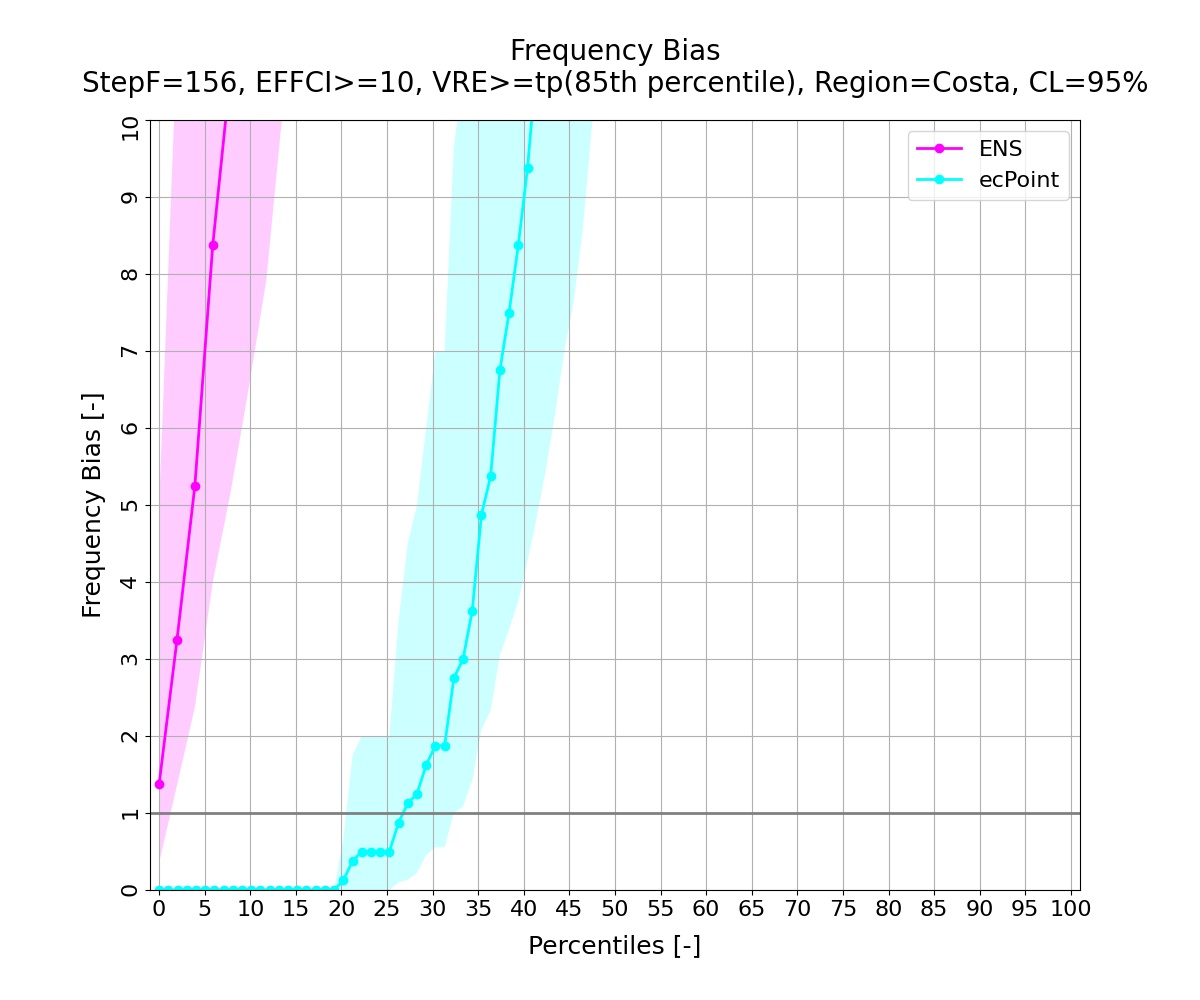 Frequency Bias
StepF=156, EFFCI>=10, VRE>=tp(85th percentile), Region=Costa, CL=95%
10
9
8
7
6
5
4
3
2
1
0
Frequency Bias [-]
ENS
ecPoint
0 5 10 15 20 25 30 35 40 45 50 55 60 65 70 75 80 85 90 95 100
Percentiles [-]